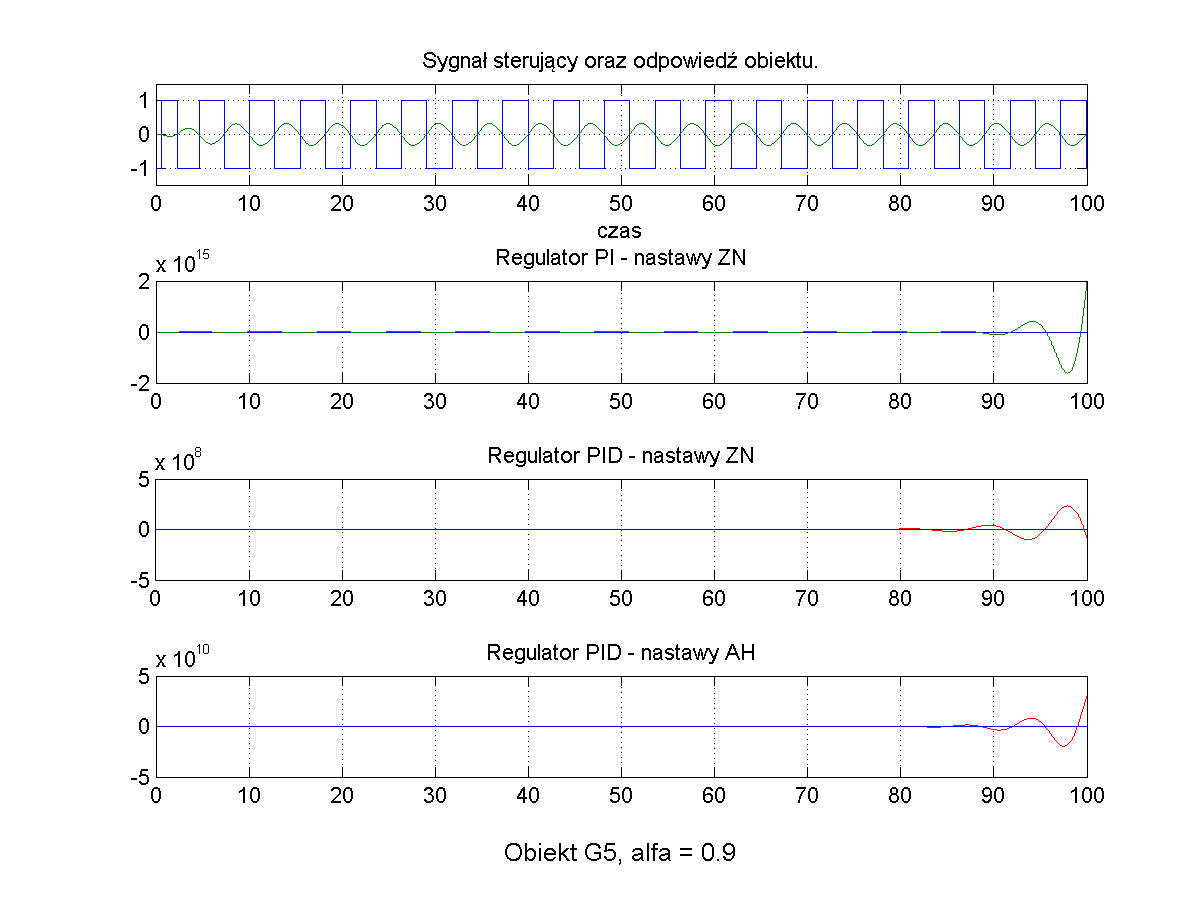 Sygnał sterujący oraz odpowiedź obiektu.
1
0
-1
0 10 20 30 40 50 60 70 80 90 100
czas
Regulator PI - nastawy ZN
x 10^15
2
0
-2
0 10 20 30 40 50 60 70 80 90 100
Regulator PID - nastawy ZN
x 10^8
5
0
-5
0 10 20 30 40 50 60 70 80 90 100
Regulator PID - nastawy AH
x 10^10
5
0
-5
0 10 20 30 40 50 60 70 80 90 100
Obiekt G5, alfa = 0.9